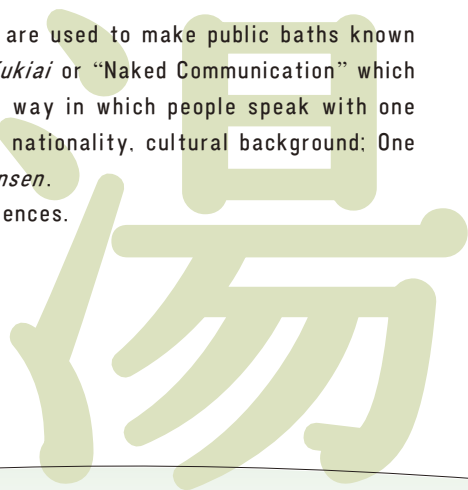 are used to make public baths known
ukiai or “Naked Communication” which
way in which people speak with one
nationality, cultural background; One
nsen.
ences.
湯